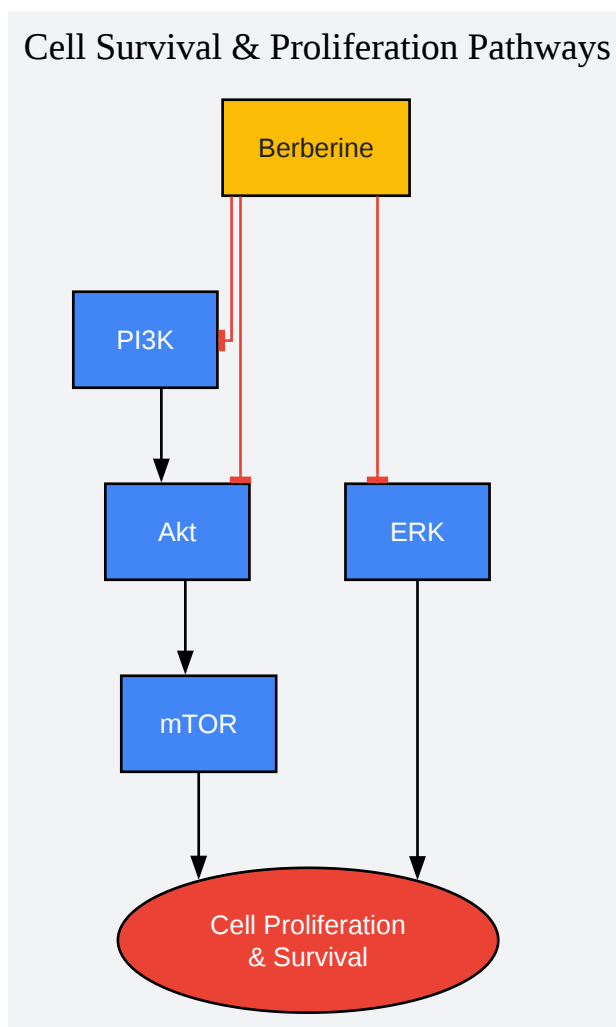 Cell Survival & Proliferation Pathways
Berberine
PI3K
Akt
ERK
mTOR
Cell Proliferation
& Survival